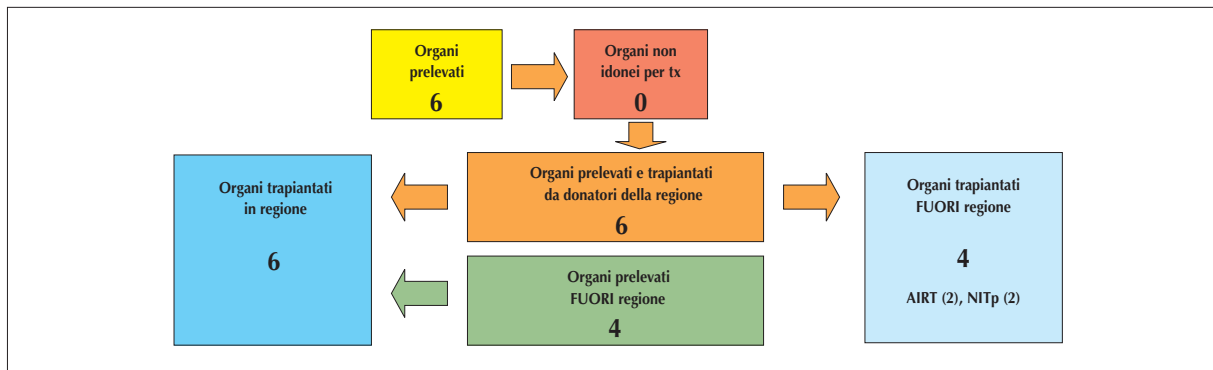 Organi
prelevati
6
Organi non
idonei per tx
0
Organi trapiantati
in regione
6
Organi prelevati e trapiantati
da donatori della regione
6
Organi prelevati
FUORI regione
4
Organi trapiantati
FUORI regione
4
AIRT (2), NITp (2)